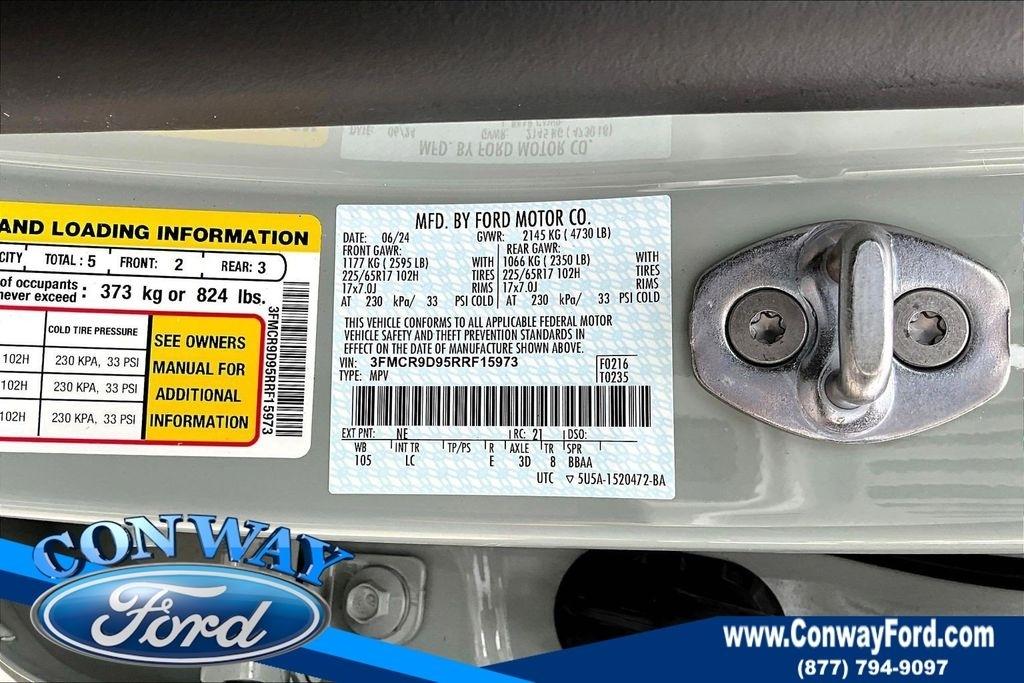 MFD. BY FORD MOTOR CO.
DATE: 06/24 GVWR: 2145 KG (4730 LB)
FRONT GAWR: REAR GAWR:
1177 KG (2595 LB) WITH 1066 KG (2350 LB) WITH
225/65R17 102H TIRES 225/65R17 102H TIRES
17x7.0J RIMS 17x7.0J RIMS
AT 230 kPa/ 33 PSI COLD AT 230 kPa/ 33 PSI COLD
THIS VEHICLE CONFORMS TO ALL APPLICABLE FEDERAL MOTOR
VEHICLE SAFETY AND THEFT PREVENTION STANDARDS IN
EFFECT ON THE DATE OF MANUFACTURE SHOWN ABOVE.
VIN: 3FMCR9D95RRF15973 F0216
TYPE: MPV T0235
EXT PNT: NE RC: 21 DSO:
WB INT TR TP/PS R AXLE TR SPR
105 LC E 3D 8 BBAA
UTC ▽ 5U5A-1520472-BA
AND LOADING INFORMATION
CITY TOTAL: 5 FRONT: 2 REAR: 3
of occupants
never exceed : 373 kg or 824 lbs.
COLD TIRE PRESSURE
102H 230 KPA, 33 PSI
102H 230 KPA, 33 PSI
102H 230 KPA, 33 PSI
SEE OWNERS
MANUAL FOR
ADDITIONAL
INFORMATION
3FMCR9D95RRF15973
CONWAY
Ford
www.ConwayFord.com
(877) 794-9097